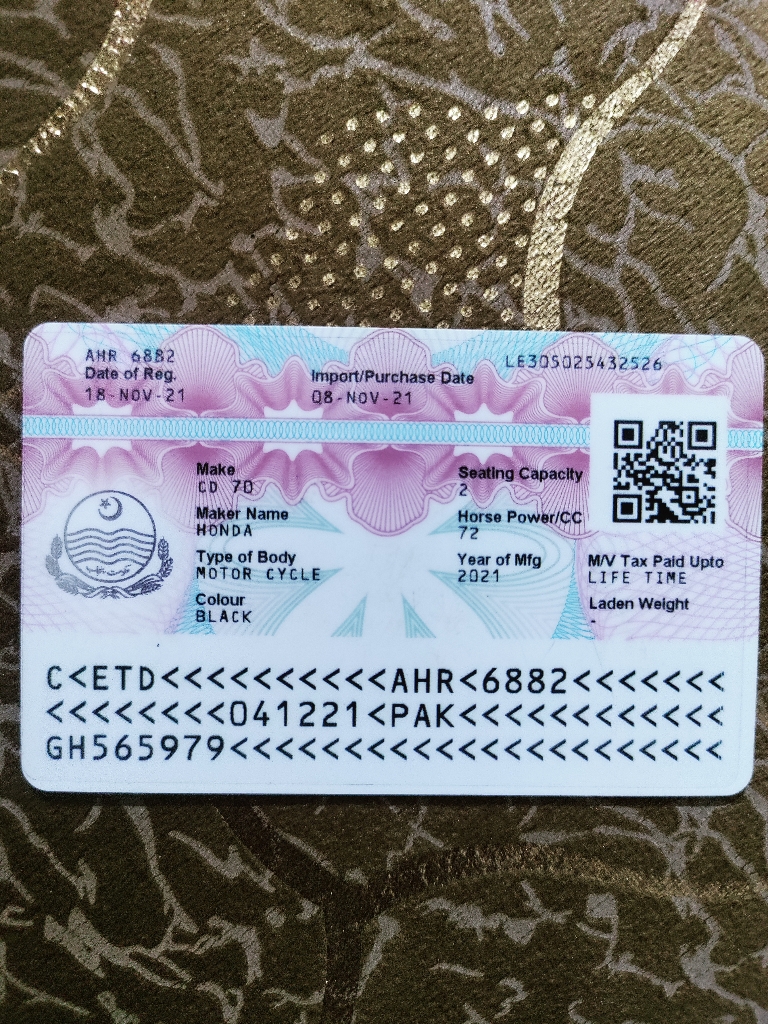 AHR 6882
LE305025432526
Date of Reg.
Import/Purchase Date
18-NOV-21
08-NOV-21
Make
CD 70
Seating Capacity
2
Maker Name
HONDA
Horse Power/CC
72
Type of Body
MOTOR CYCLE
Year of Mfg
2021
M/V Tax Paid Upto
LIFE TIME
Colour
BLACK
Laden Weight
-
C<ETD<<<<<<<<<<AHR<6882<<<<<<<
<<<<<<<<041221<PAK<<<<<<<<<<<<
GH565979<<<<<<<<<<<<<<<<<<<<<<